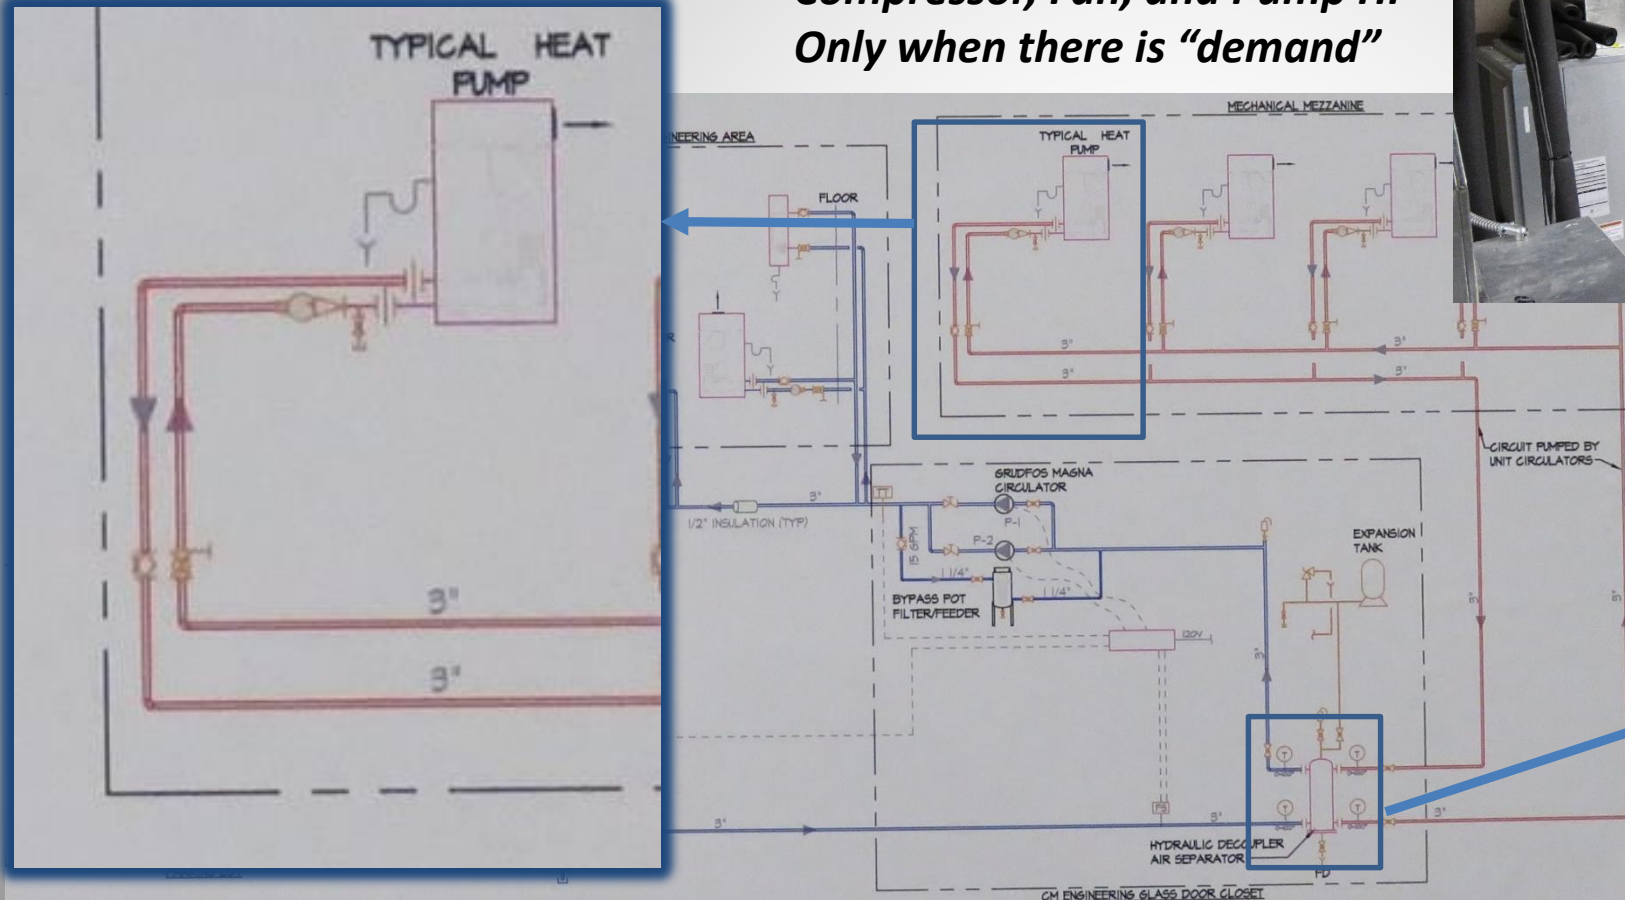 Only when there is “demand”
TYPICAL HEAT
PUMP
3"
3"
MECHANICAL MEZZANINE
TYPICAL HEAT
PUMP
FLOOR
3"
3"
3"
3"
CIRCUIT PUMPED BY
UNIT CIRCULATORS
GRUDFOS MAGNA
CIRCULATOR
P-1
P-2
3"
1/2" INSULATION (TYP)
15 GPM
1 1/4"
1 1/4"
BYPASS POT
FILTER/FEEDER
120V
EXPANSION
TANK
3"
3"
3"
T
T
T
T
3"
3"
3"
FS
HYDRAULIC DECOUPLER
AIR SEPARATOR
FD
CM ENGINEERING GLASS DOOR CLOSET